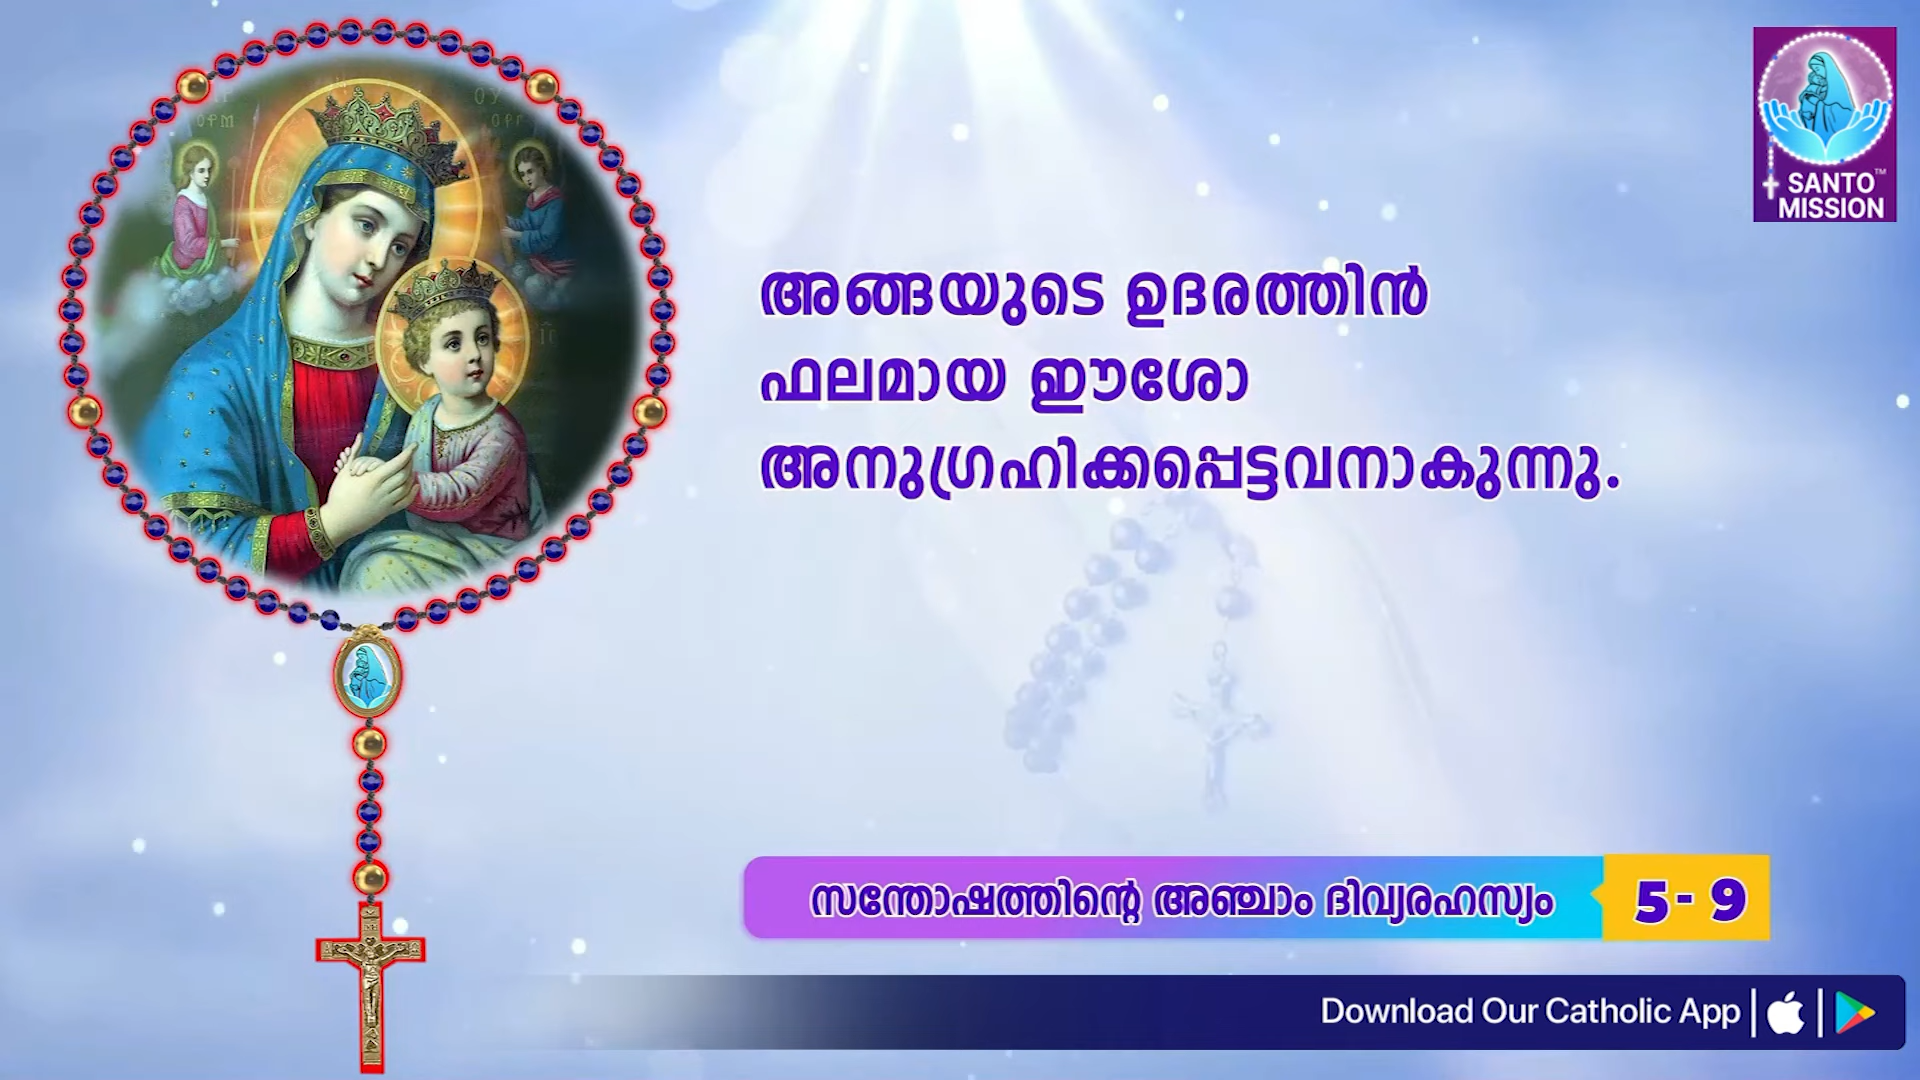 SANTO™
MISSION
അങ്ങയുടെ ഉദരത്തിൻ
ഫലമായ ഈശോ
അനുഗ്രഹിക്കപ്പെട്ടവനാകുന്നു.
സന്തോഷത്തിന്റെ അഞ്ചാം ദിവ്യരഹസ്യം 5- 9
Download Our Catholic App